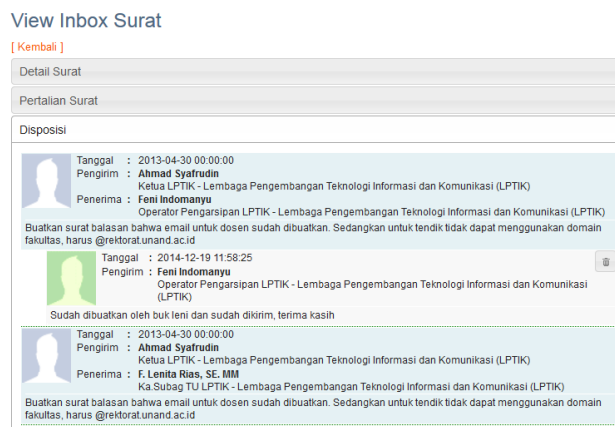 View Inbox Surat
[ Kembali ]
Detail Surat
Pertalian Surat
Disposisi
Tanggal : 2013-04-30 00:00:00
Pengirim : Ahmad Syafrudin
Ketua LPTIK - Lembaga Pengembangan Teknologi Informasi dan Komunikasi (LPTIK)
Penerima : Feni Indomanyu
Operator Pengarsipan LPTIK - Lembaga Pengembangan Teknologi Informasi dan Komunikasi (LPTIK)
Buatkan surat balasan bahwa email untuk dosen sudah dibuatkan. Sedangkan untuk tendik tidak dapat menggunakan domain
fakultas, harus @rektorat.unand.ac.id
Tanggal : 2014-12-19 11:58:25
Pengirim : Feni Indomanyu
Operator Pengarsipan LPTIK - Lembaga Pengembangan Teknologi Informasi dan Komunikasi
(LPTIK)
Sudah dibuatkan oleh buk leni dan sudah dikirim, terima kasih
Tanggal : 2013-04-30 00:00:00
Pengirim : Ahmad Syafrudin
Ketua LPTIK - Lembaga Pengembangan Teknologi Informasi dan Komunikasi (LPTIK)
Penerima : F. Lenita Rias, SE. MM
Ka.Subag TU LPTIK - Lembaga Pengembangan Teknologi Informasi dan Komunikasi (LPTIK)
Buatkan surat balasan bahwa email untuk dosen sudah dibuatkan. Sedangkan untuk tendik tidak dapat menggunakan domain
fakultas, harus @rektorat.unand.ac.id